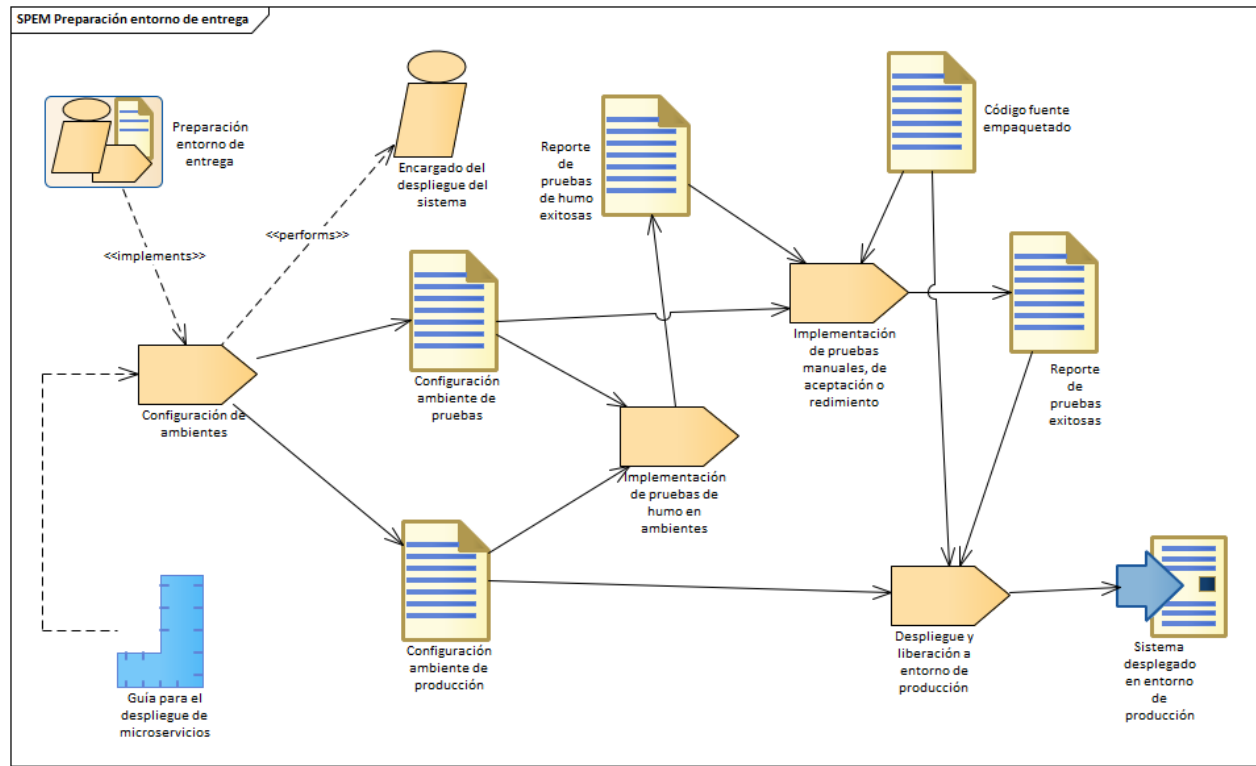 SPEM Preparación entorno de entrega
Preparación
entorno de
entrega
Encargado del
despliegue del
sistema
Reporte
de
pruebas
de humo
exitosas
Código fuente
empaquetado
<<implements>>
<<performs>>
Configuración de
ambientes
Configuración
ambiente de
pruebas
Implementación
de pruebas
manuales, de
aceptación o
redimiento
Reporte
de
pruebas
exitosas
Implementación
de pruebas de
humo en
ambientes
Guía para el
despliegue de
microservicios
Configuración
ambiente de
producción
Despliegue y
liberación a
entorno de
producción
Sistema
desplegado
en entorno
de
producción